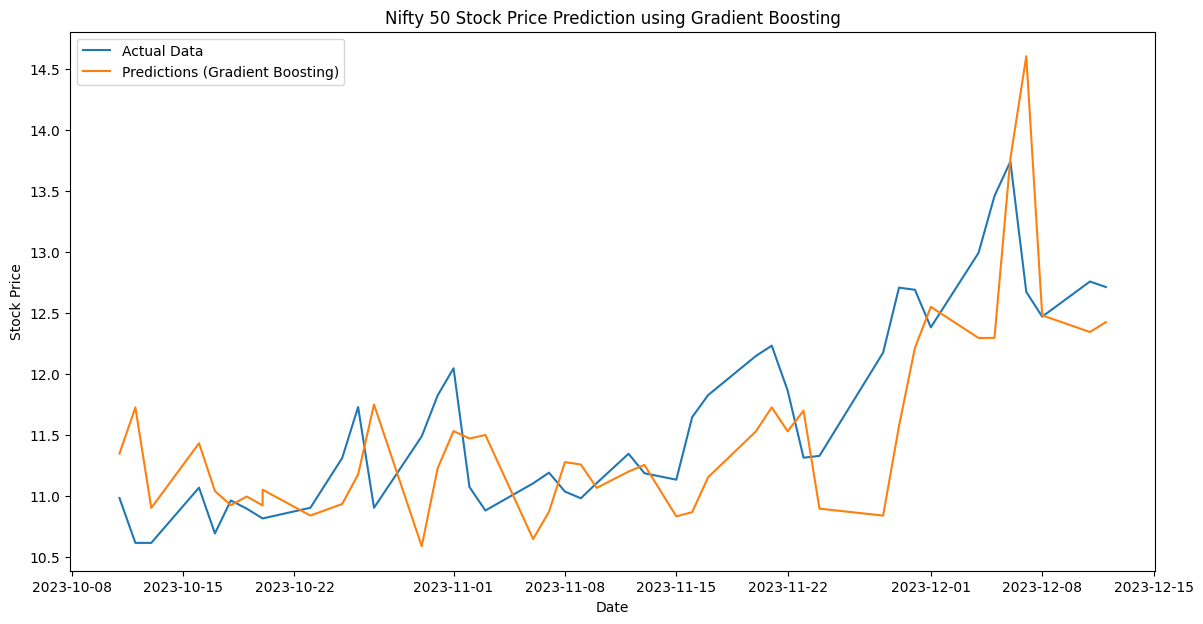 Nifty 50 Stock Price Prediction using Gradient Boosting
Actual Data
Predictions (Gradient Boosting)
14.5
14.0
13.5
13.0
12.5
12.0
11.5
11.0
10.5
Stock Price
2023-10-08 2023-10-15 2023-10-22 2023-11-01 2023-11-08 2023-11-15 2023-11-22 2023-12-01 2023-12-08 2023-12-15
Date